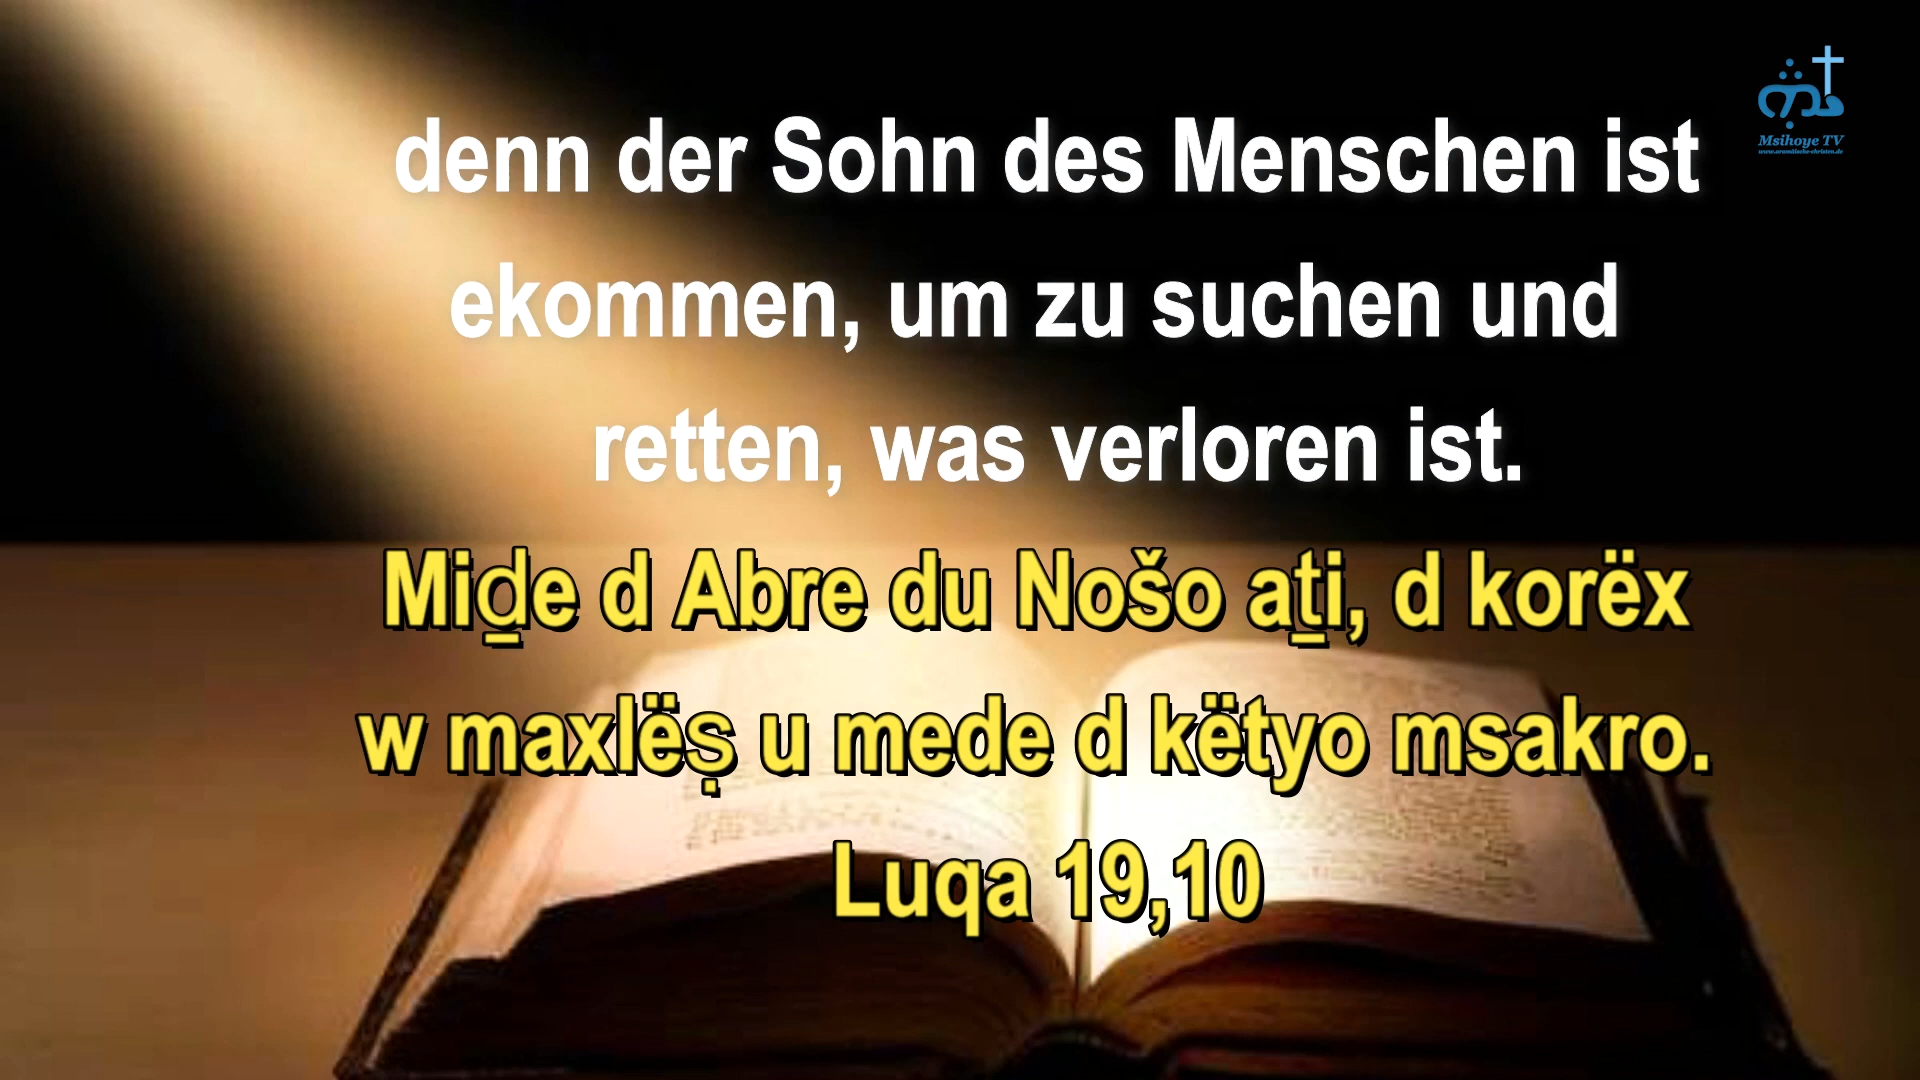 denn der Sohn des Menschen ist
ekommen, um zu suchen und
retten, was verloren ist.
Miḏe d Abre du Nošo aṯi, d korëx
w maxlëṣ u mede d këtyo msakro.
Luqa 19,10
Msihoye TV